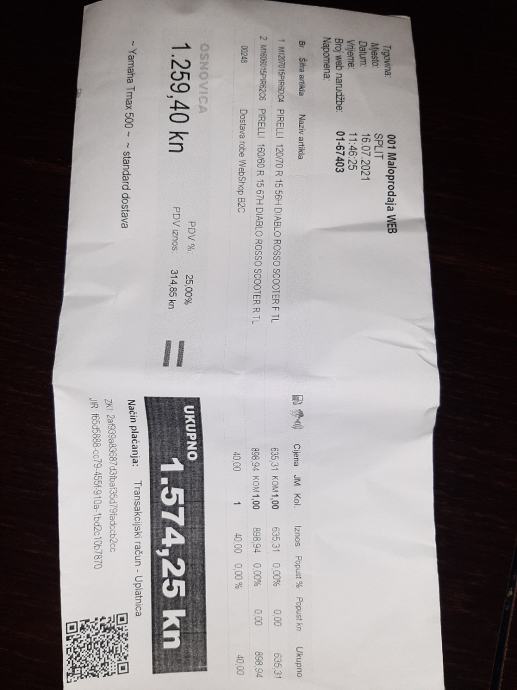 Trgovina: 001 Maloprodaja WEB
Mjesto: SPLIT
Datum: 16.07.2021
Vrijeme: 11:46:25
Broj web narudžbe: 01-67403
Napomena:
Br Šifra artikla Naziv artikla Cijena JM Kol. Iznos Popust % Popust kn Ukupno
1 PIRELLI 120/70 R 15 56H DIABLO ROSSO SCOOTER F TL 635,31 KOM 1,00 635,31 0,00% 0,00 635,31
2 PIRELLI 160/60 R 15 67H DIABLO ROSSO SCOOTER R TL 898,94 KOM 1,00 898,94 0,00% 0,00 898,94
00248 Dostava robe WebShop B2C 40,00 1 40,00 0,00 % 40,00
OSNOVICA PDV % 25,00% UKUPNO
1.259,40 kn PDV iznos 314,85 kn = 1.574,25 kn
Način plaćanja: Transakcijski račun - Uplatnica
~ Yamaha Tmax 500 ~ ~ standard dostava